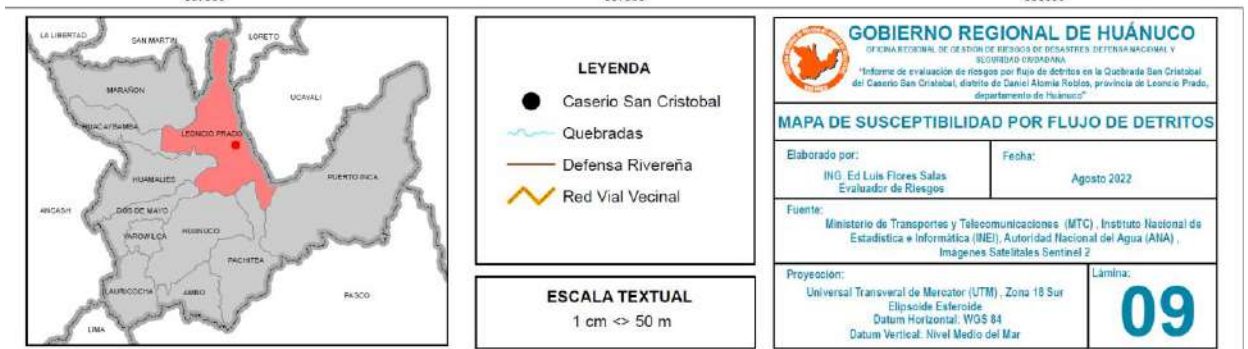 LA LIBERTAD
SAN MARTIN
LORETO
UCAYALI
MARAÑON
HUACAYBAMBA
LEONCIO PRADO
HUAMALIES
PUERTO INCA
ANCASH
DOS DE MAYO
YAROWILCA
HUANUCO
PACHITEA
LAURICOCHA
AMBO
PASCO
LIMA
LEYENDA
Caserio San Cristobal
Quebradas
Defensa Rivereña
Red Vial Vecinal
ESCALA TEXTUAL
1 cm <> 50 m
GOBIERNO REGIONAL DE HUÁNUCO
OFICINA REGIONAL DE GESTIÓN DE RIESGOS DE DESASTRES, DEFENSA NACIONAL Y
SEGURIDAD CIUDADANA
"Informe de evaluación de riesgos por flujo de detritos en la Quebrada San Cristobal
del Caserio San Cristobal, distrito de Daniel Alomia Robles, provincia de Leoncio Prado,
departamento de Huánuco"
MAPA DE SUSCEPTIBILIDAD POR FLUJO DE DETRITOS
Elaborado por:
ING. Ed Luis Flores Salas
Evaluador de Riesgos
Fecha:
Agosto 2022
Fuente:
Ministerio de Transportes y Telecomunicaciones (MTC) , Instituto Nacional de
Estadística e Informática (INEI), Autoridad Nacional del Agua (ANA) ,
Imágenes Satelitales Sentinel 2
Proyección:
Universal Transveral de Mercator (UTM) , Zona 18 Sur
Elipsoide Esferoide
Datum Horizontal: WGS 84
Datum Vertical: Nivel Medio del Mar
Lámina:
09